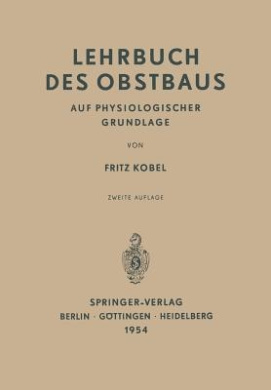 LEHRBUCH
DES OBSTBAUS
AUF PHYSIOLOGISCHER
GRUNDLAGE
VON
FRITZ KOBEL
ZWEITE AUFLAGE
SPRINGER-VERLAG
BERLIN · GÖTTINGEN · HEIDELBERG
1954